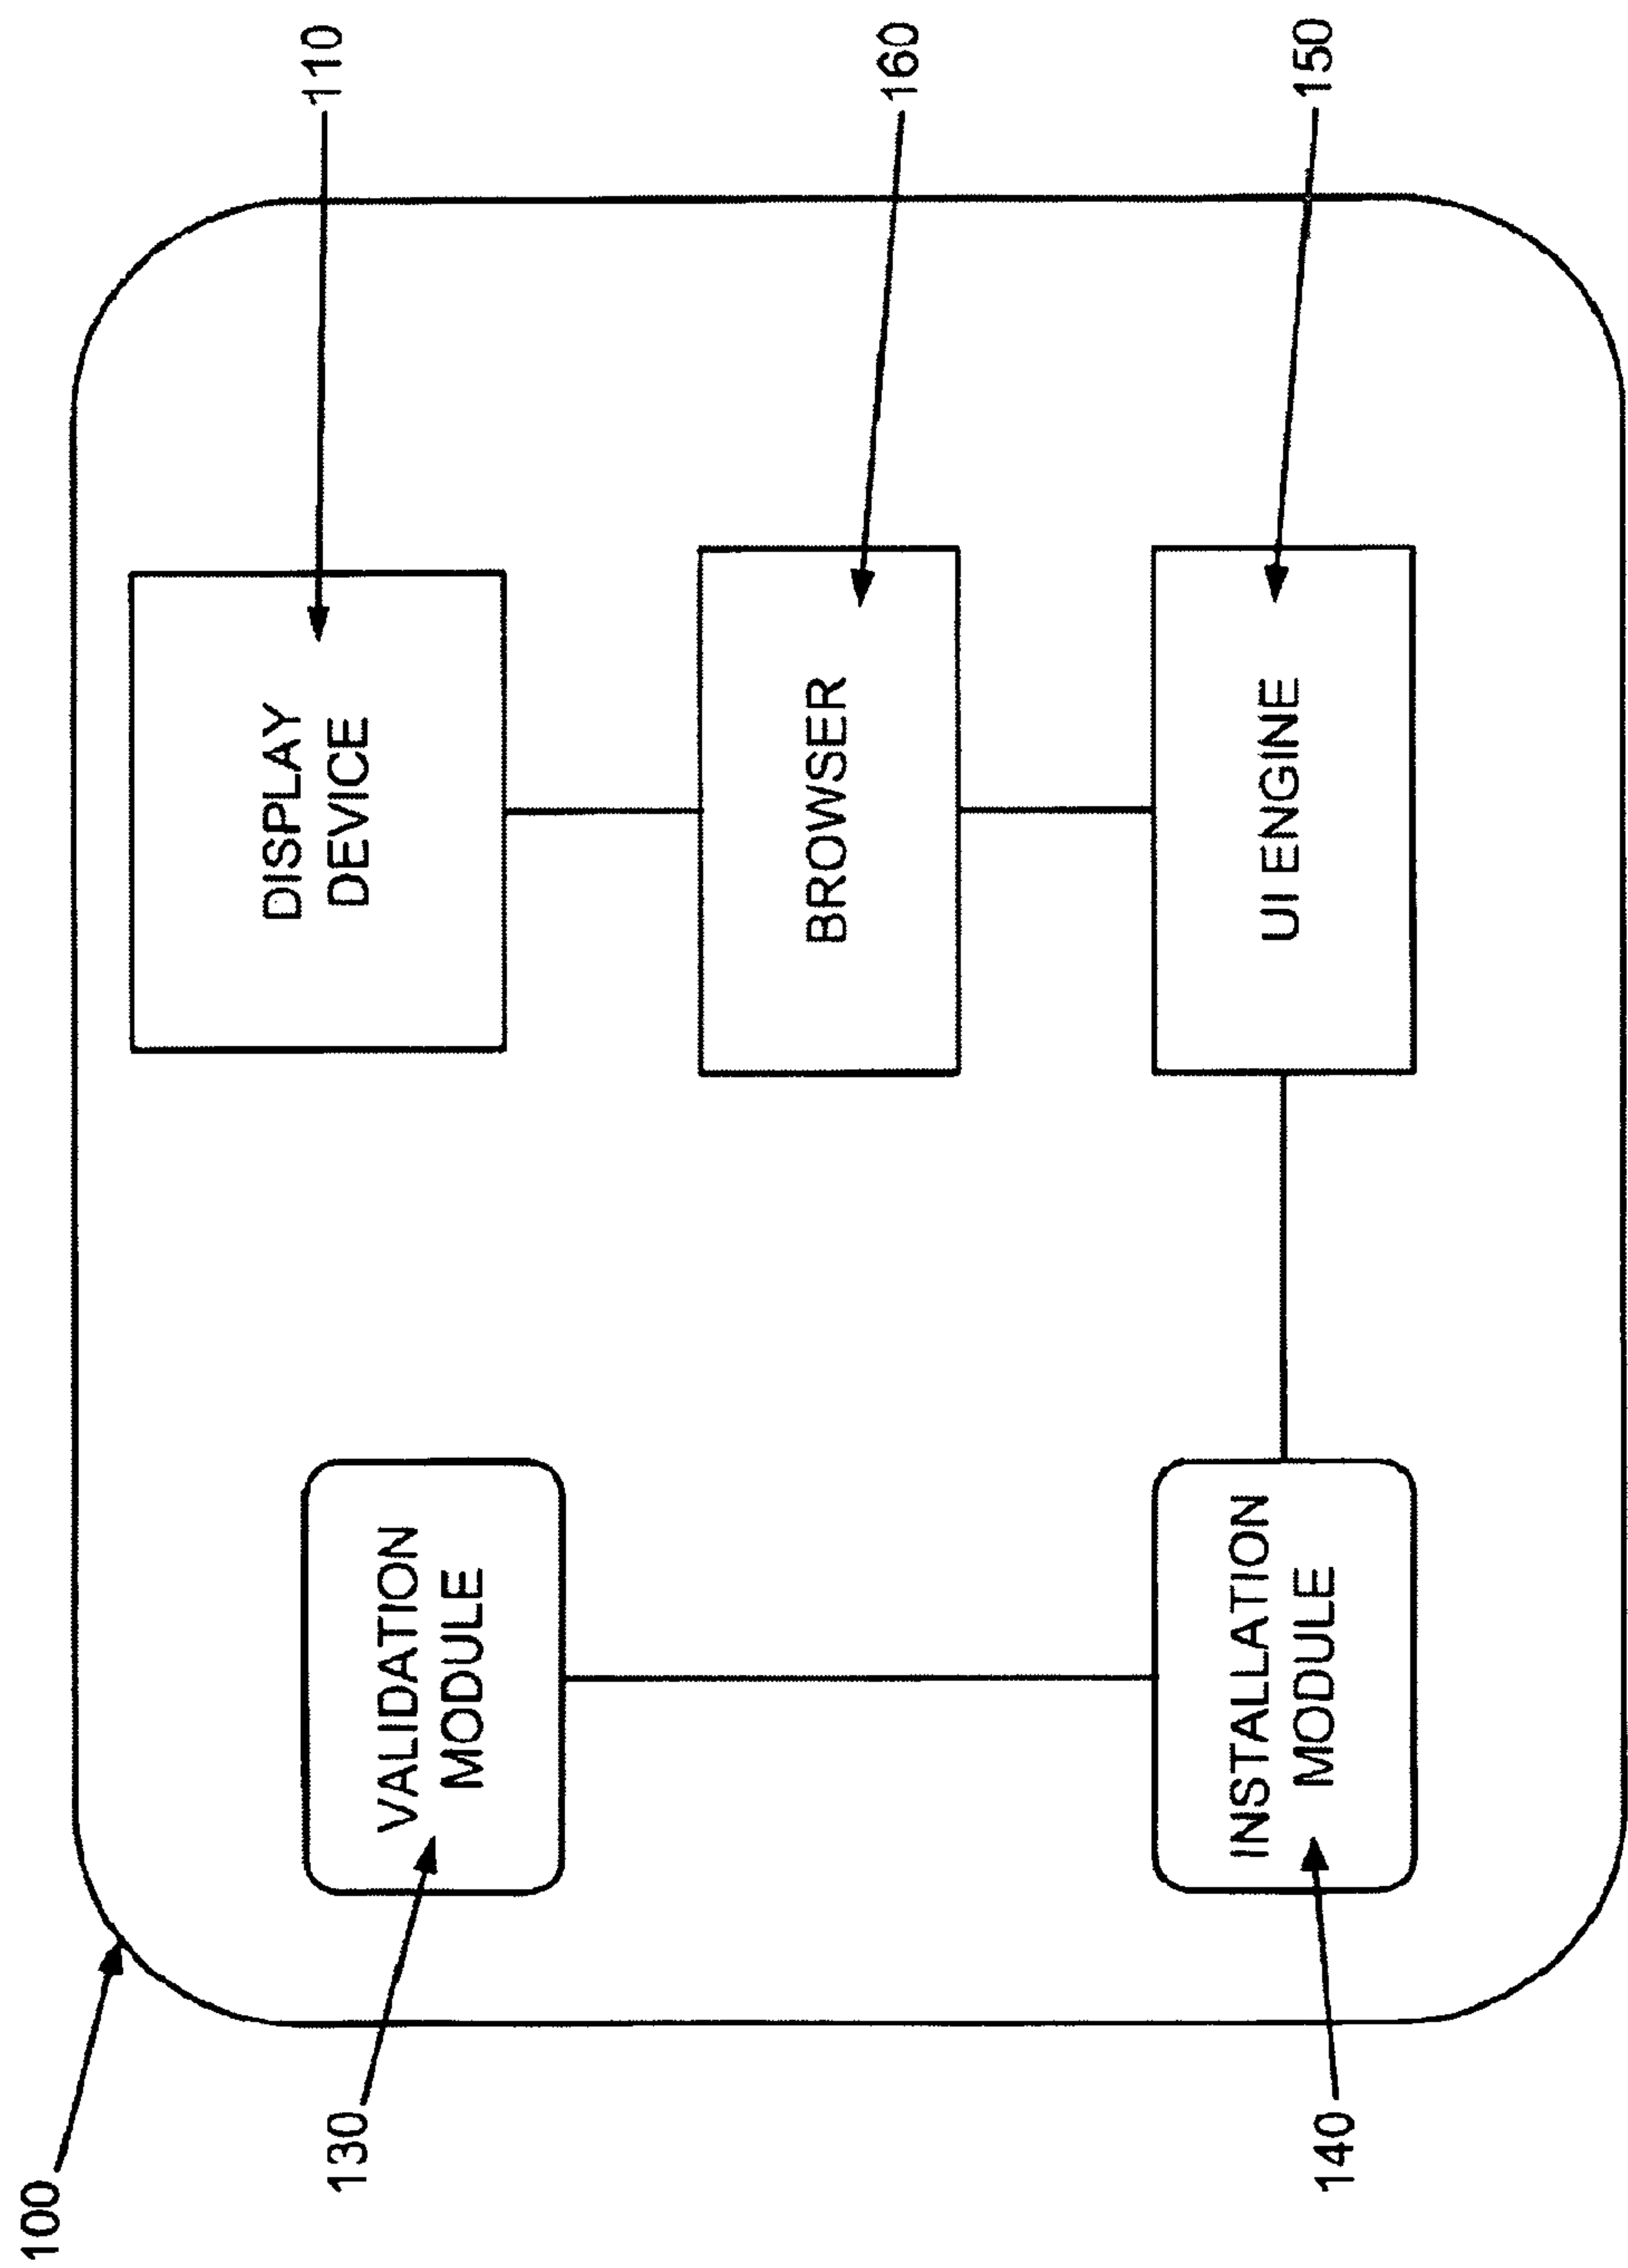 100
130
VALIDATION
MODULE
DISPLAY
DEVICE
110
BROWSER
160
140
INSTALLATION
MODULE
UI ENGINE
150